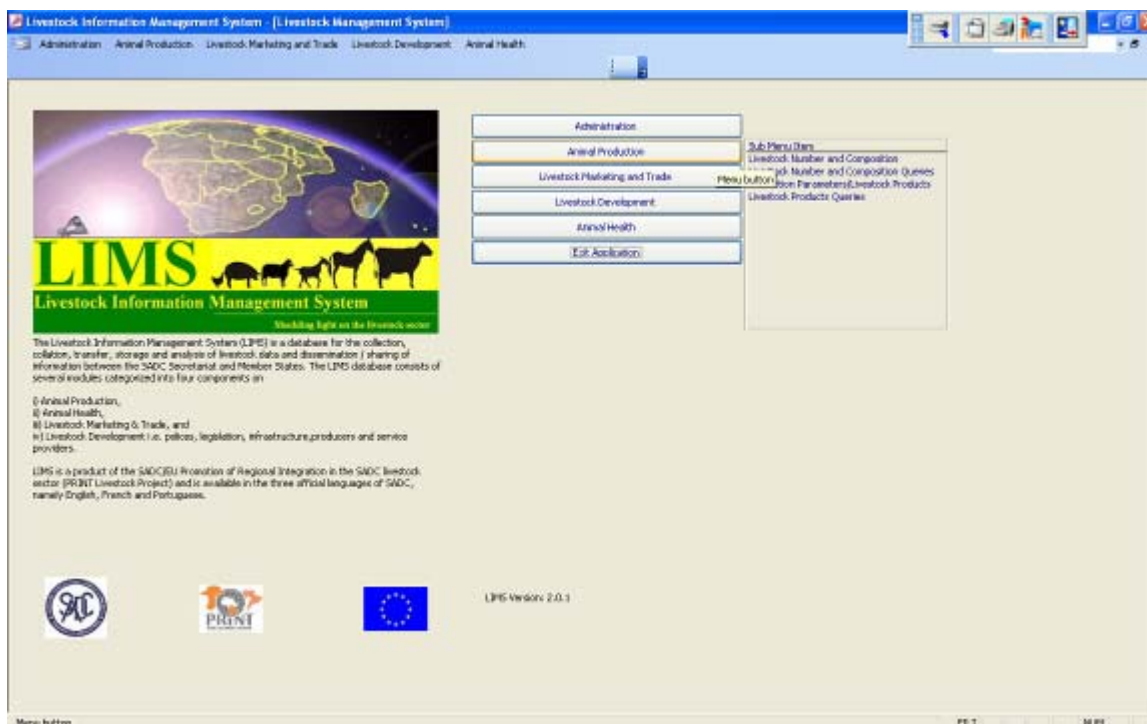 Livestock Information Management System - [Livestock Management System]
Administration Animal Production Livestock Marketing and Trade Livestock Development Animal Health
Administration
Animal Production
Livestock Marketing and Trade
Livestock Development
Animal Health
Exit Application
Menu button
Sub Menu Item
Livestock Number and Composition
Number and Composition Queries
Parameters/Livestock Products
Livestock Products Queries
LIMS
Livestock Information Management System
Shedding light on the livestock sector
The Livestock Information Management System (LIMS) is a database for the collection,
collation, transfer, storage and analysis of livestock data and dissemination / sharing of
information between the SADC Secretariat and Member States. The LIMS database consists of
several modules categorized into four components on
i) Animal Production,
ii) Animal Health,
iii) Livestock Marketing & Trade, and
iv) Livestock Development i.e. polices, legislation, infrastructure,producers and service
providers.
LIMS is a product of the SADC/EU Promotion of Regional Integration in the SADC livestock
sector (PRINT Livestock Project) and is available in the three official languages of SADC,
namely English, French and Portuguese.
SADC
PRINT
LIMS Version: 2.0.1
Menu button